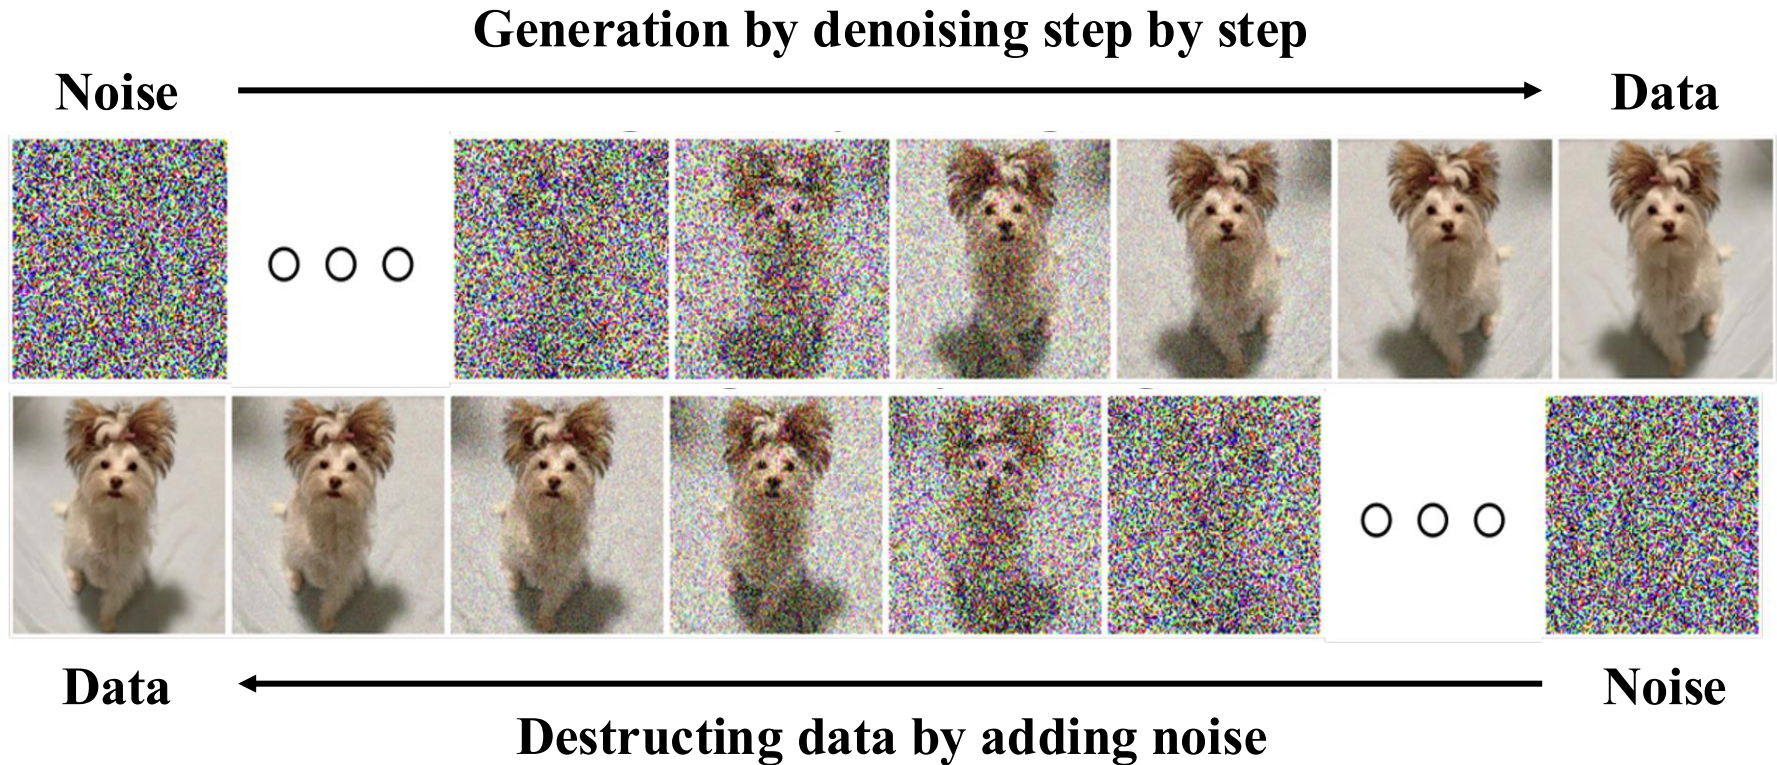 Generation by denoising step by step
Noise
Data
Data
Noise
Destructing data by adding noise